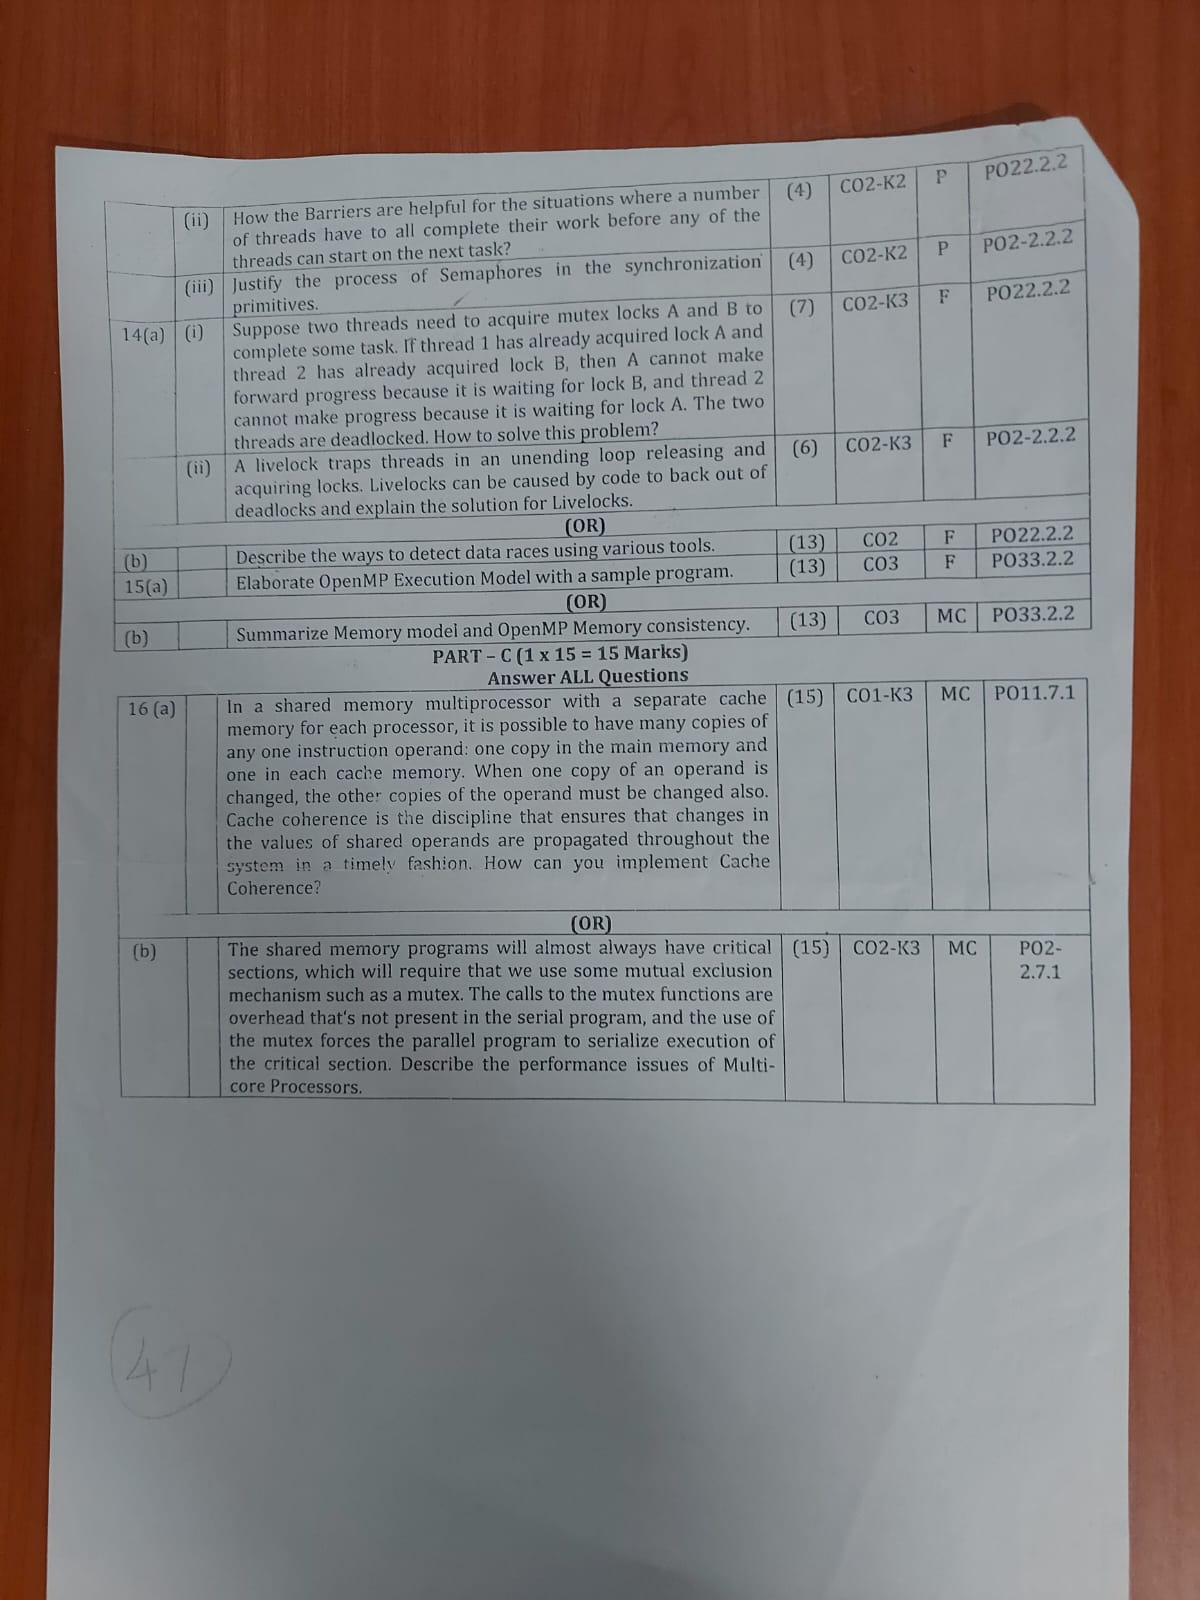 (ii) How the Barriers are helpful for the situations where a number (4) CO2-K2 P PO22.2.2
of threads have to all complete their work before any of the
threads can start on the next task?
(iii) Justify the process of Semaphores in the synchronization (4) CO2-K2 P PO2-2.2.2
primitives.
14(a) (i) Suppose two threads need to acquire mutex locks A and B to (7) CO2-K3 F PO22.2.2
complete some task. If thread 1 has already acquired lock A and
thread 2 has already acquired lock B, then A cannot make
forward progress because it is waiting for lock B, and thread 2
cannot make progress because it is waiting for lock A. The two
threads are deadlocked. How to solve this problem?
(ii) A livelock traps threads in an unending loop releasing and (6) CO2-K3 F PO2-2.2.2
acquiring locks. Livelocks can be caused by code to back out of
deadlocks and explain the solution for Livelocks.
(OR)
(b) Describe the ways to detect data races using various tools. (13) CO2 F PO22.2.2
15(a) Elaborate OpenMP Execution Model with a sample program. (13) CO3 F PO33.2.2
(OR)
(b) Summarize Memory model and OpenMP Memory consistency. (13) CO3 MC PO33.2.2
PART – C (1 x 15 = 15 Marks)
Answer ALL Questions
16 (a) In a shared memory multiprocessor with a separate cache (15) CO1-K3 MC PO11.7.1
memory for each processor, it is possible to have many copies of
any one instruction operand: one copy in the main memory and
one in each cache memory. When one copy of an operand is
changed, the other copies of the operand must be changed also.
Cache coherence is the discipline that ensures that changes in
the values of shared operands are propagated throughout the
system in a timely fashion. How can you implement Cache
Coherence?
(OR)
(b) The shared memory programs will almost always have critical (15) CO2-K3 MC PO2-
sections, which will require that we use some mutual exclusion 2.7.1
mechanism such as a mutex. The calls to the mutex functions are
overhead that's not present in the serial program, and the use of
the mutex forces the parallel program to serialize execution of
the critical section. Describe the performance issues of Multi-
core Processors.
47